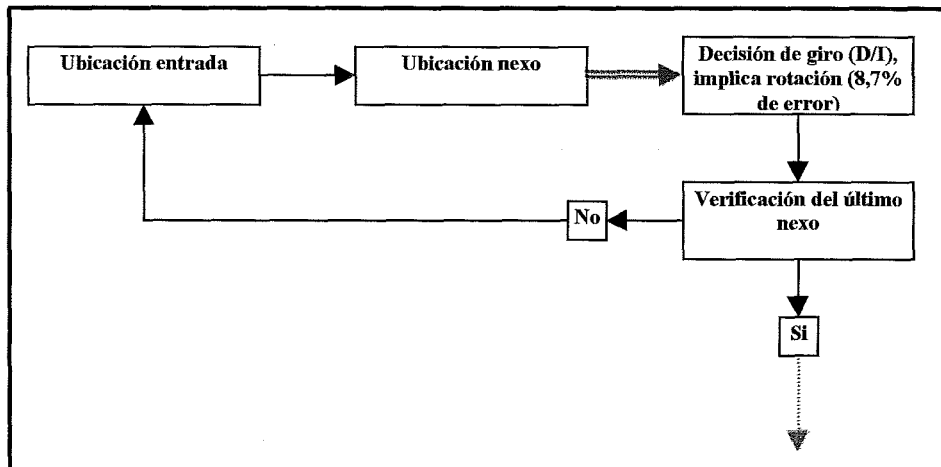 Ubicación entrada
Ubicación nexo
Decisión de giro (D/I),
implica rotación (8,7%
de error)
Verificación del último
nexo
No
Si